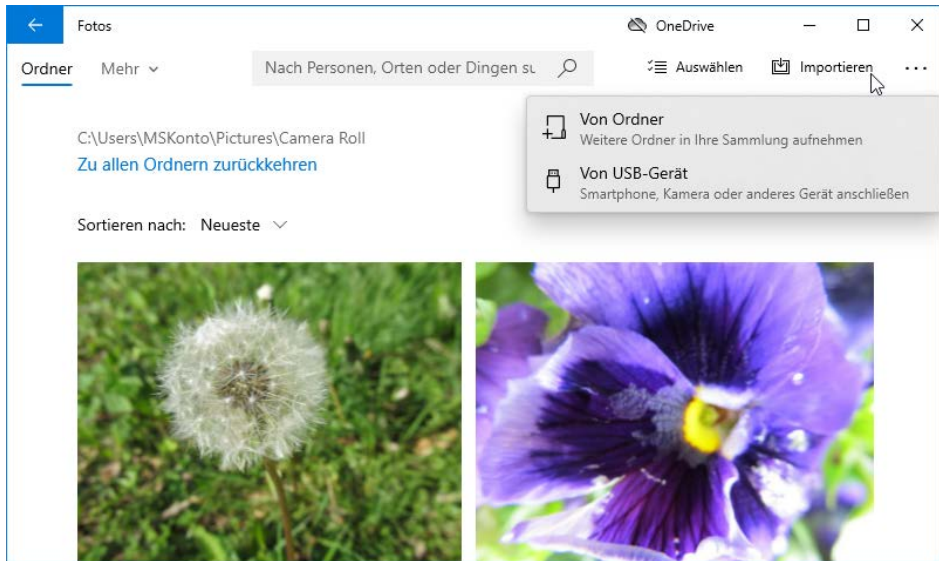 Fotos
OneDrive
Ordner Mehr
Nach Personen, Orten oder Dingen su
Auswählen Importieren
Von Ordner
Weitere Ordner in Ihre Sammlung aufnehmen
Von USB-Gerät
Smartphone, Kamera oder anderes Gerät anschließen
C:\Users\MSKonto\Pictures\Camera Roll
Zu allen Ordnern zurückkehren
Sortieren nach: Neueste